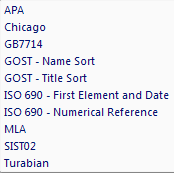 APA
Chicago
GB7714
GOST - Name Sort
GOST - Title Sort
ISO 690 - First Element and Date
ISO 690 - Numerical Reference
MLA
SIST02
Turabian